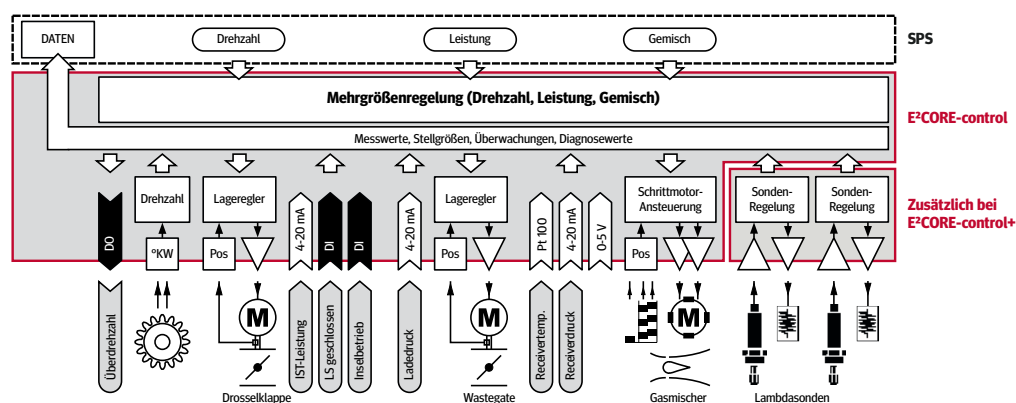 DATEN
Drehzahl
Leistung
Gemisch
SPS
Mehrgrößenregelung (Drehzahl, Leistung, Gemisch)
E²CORE-control
Messwerte, Stellgrößen, Überwachungen, Diagnosewerte
DO
Drehzahl
Lageregler
4-20 mA
DI
DI
4-20 mA
Lageregler
Pt 100
4-20 mA
0-5 V
Schrittmotor-
Ansteuerung
Sonden-
Regelung
Sonden-
Regelung
Zusätzlich bei
E²CORE-control+
°KW
Pos
Pos
Pos
Überdrehzahl
M
IST-Leistung
LS geschlossen
Inselbetrieb
Ladedruck
M
Receivertemp.
Receiverdruck
M
Drosselklappe
Wastegate
Gasmischer
Lambdasonden